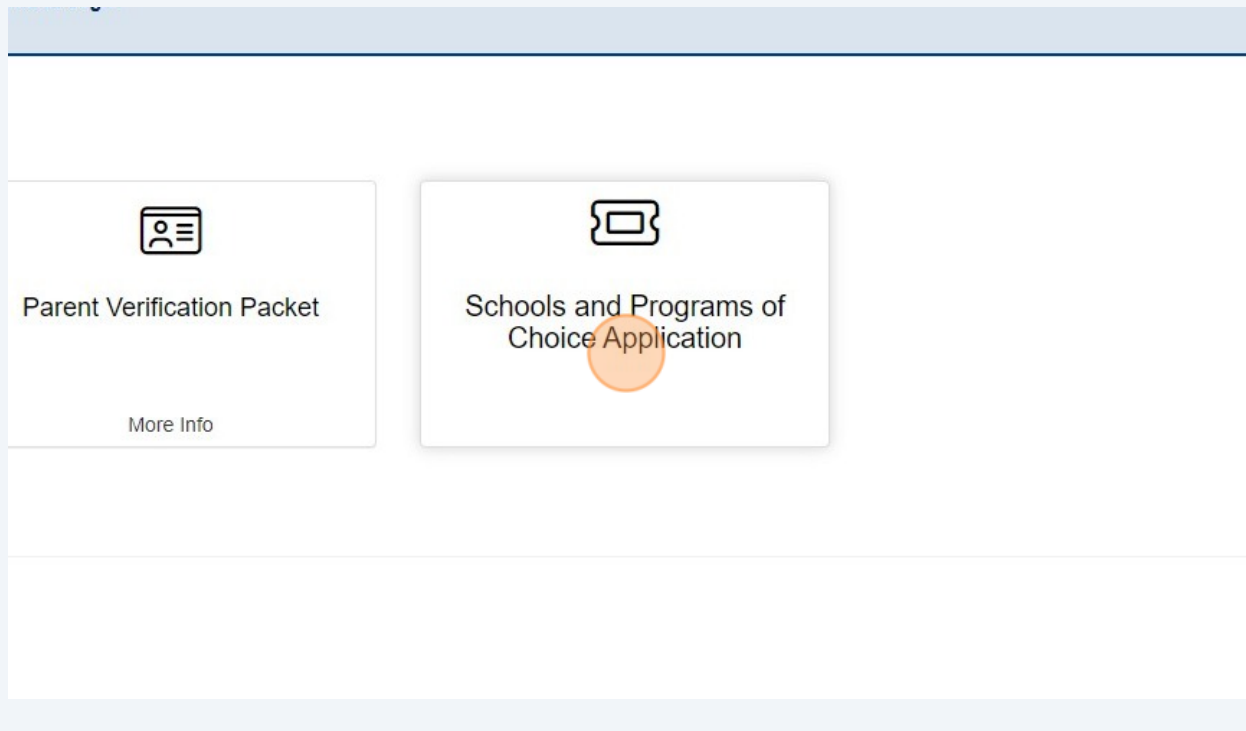 Parent Verification Packet
More Info
Schools and Programs of
Choice Application